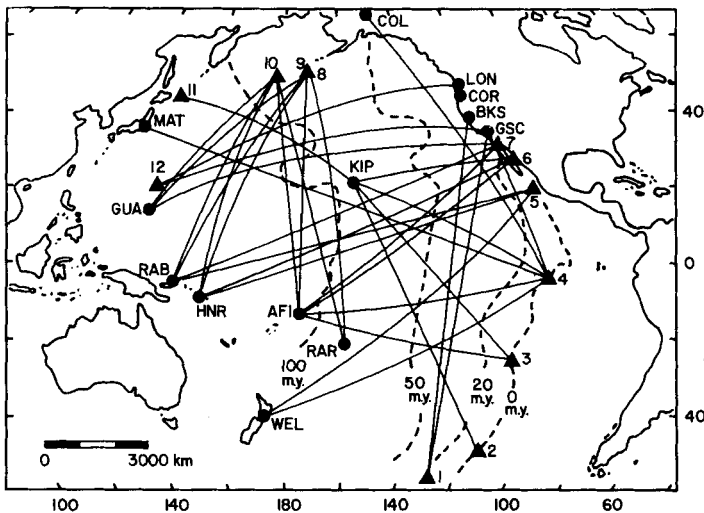 COL
10 9
8
11
LON
COR
BKS
MAT
GSC
40
7
6
12
KIP
5
GUA
RAB
4
0
HNR
AFI
RAR
3
100
m.y.
50
m.y.
20
m.y.
0
m.y.
WEL
40
2
1
0 3000 km
100 140 180 140 100 60